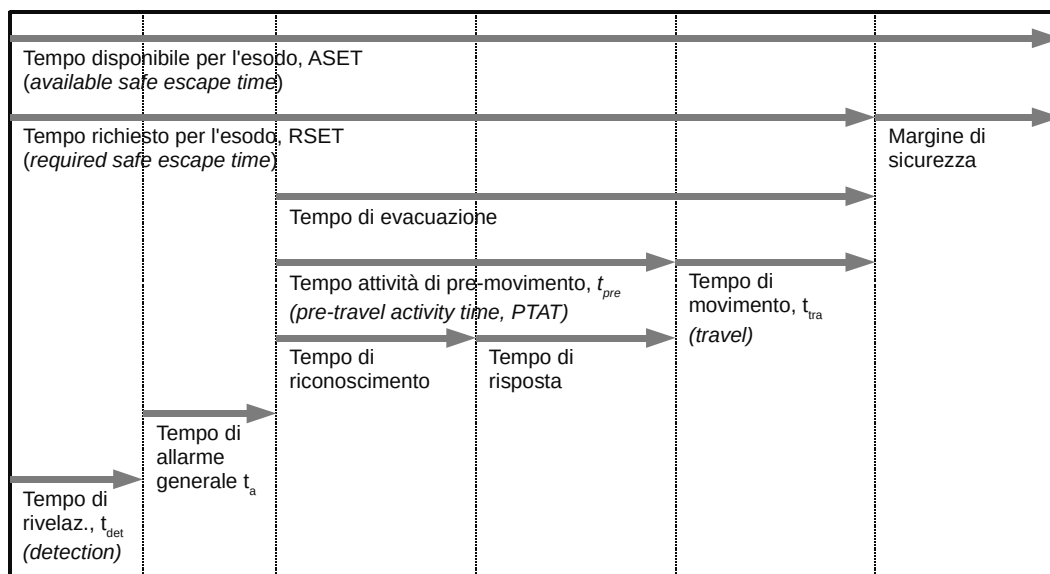 Tempo disponibile per l'esodo, ASET
(available safe escape time)
Tempo richiesto per l'esodo, RSET
(required safe escape time)
Margine di
sicurezza
Tempo di evacuazione
Tempo attività di pre-movimento, tpre
(pre-travel activity time, PTAT)
Tempo di
movimento, ttra
(travel)
Tempo di
riconoscimento
Tempo di
risposta
Tempo di
allarme
generale ta
Tempo di
rivelaz., tdet
(detection)